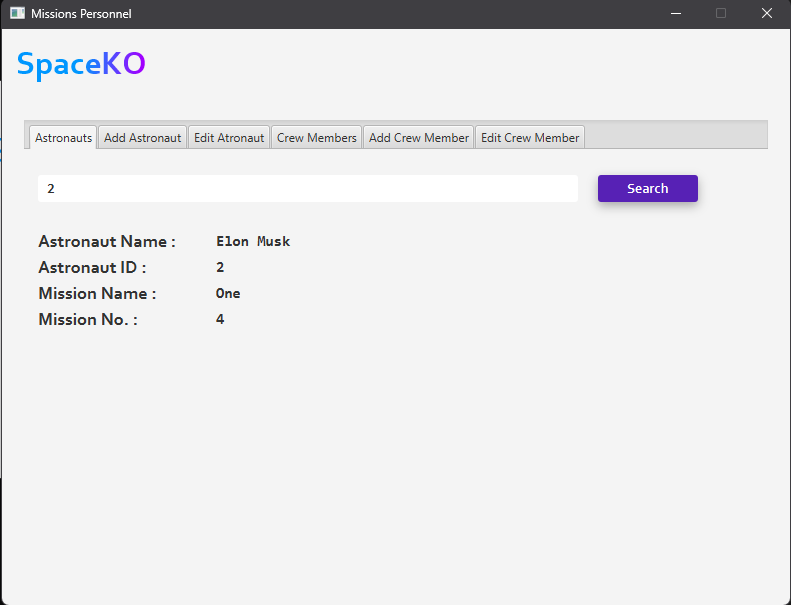 Missions Personnel
SpaceKO
Astronauts Add Astronaut Edit Atronaut Crew Members Add Crew Member Edit Crew Member
2 Search
Astronaut Name : Elon Musk
Astronaut ID : 2
Mission Name : One
Mission No. : 4